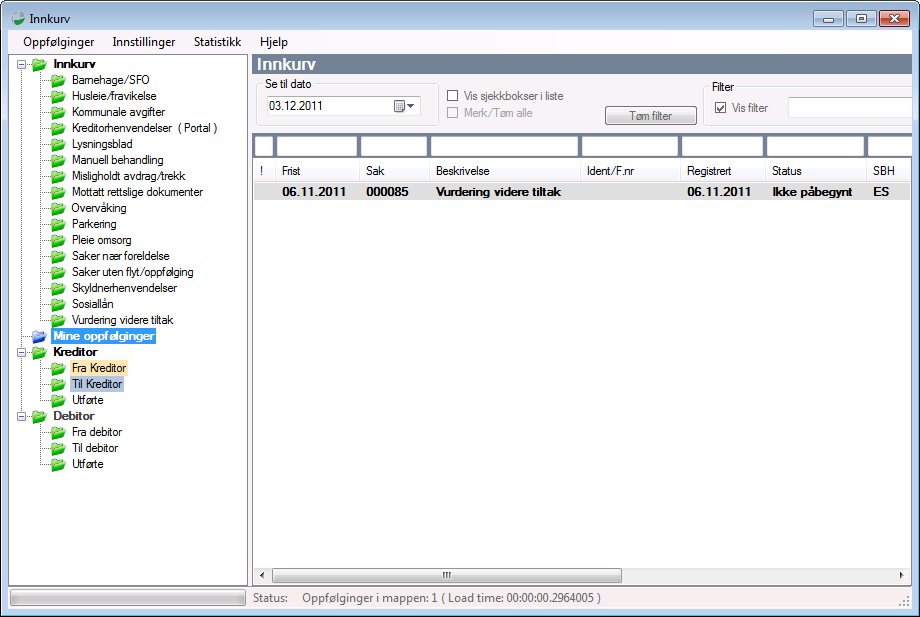 Innkurv
Oppfølginger Innstillinger Statistikk Hjelp
Innkurv
Barnehage/SFO
Husleie/fravikelse
Kommunale avgifter
Kreditorhenvendelser ( Portal )
Lysningsblad
Manuell behandling
Misligholdt avdrag/trekk
Mottatt rettslige dokumenter
Overvåking
Parkering
Pleie omsorg
Saker nær foreldelse
Saker uten flyt/oppfølging
Skyldnerhenvendelser
Sosiallån
Vurdering videre tiltak
Mine oppfølginger
Kreditor
Fra Kreditor
Til Kreditor
Utførte
Debitor
Fra debitor
Til debitor
Utførte
Innkurv
Se til dato
03.12.2011
Vis sjekkbokser i liste
Merk/Tøm alle
Tøm filter
Filter
Vis filter
! Frist Sak Beskrivelse Ident/F.nr Registrert Status SBH
06.11.2011 000085 Vurdering videre tiltak 06.11.2011 Ikke påbegynt ES
Status: Oppfølginger i mappen: 1 ( Load time: 00:00:00.2964005 )